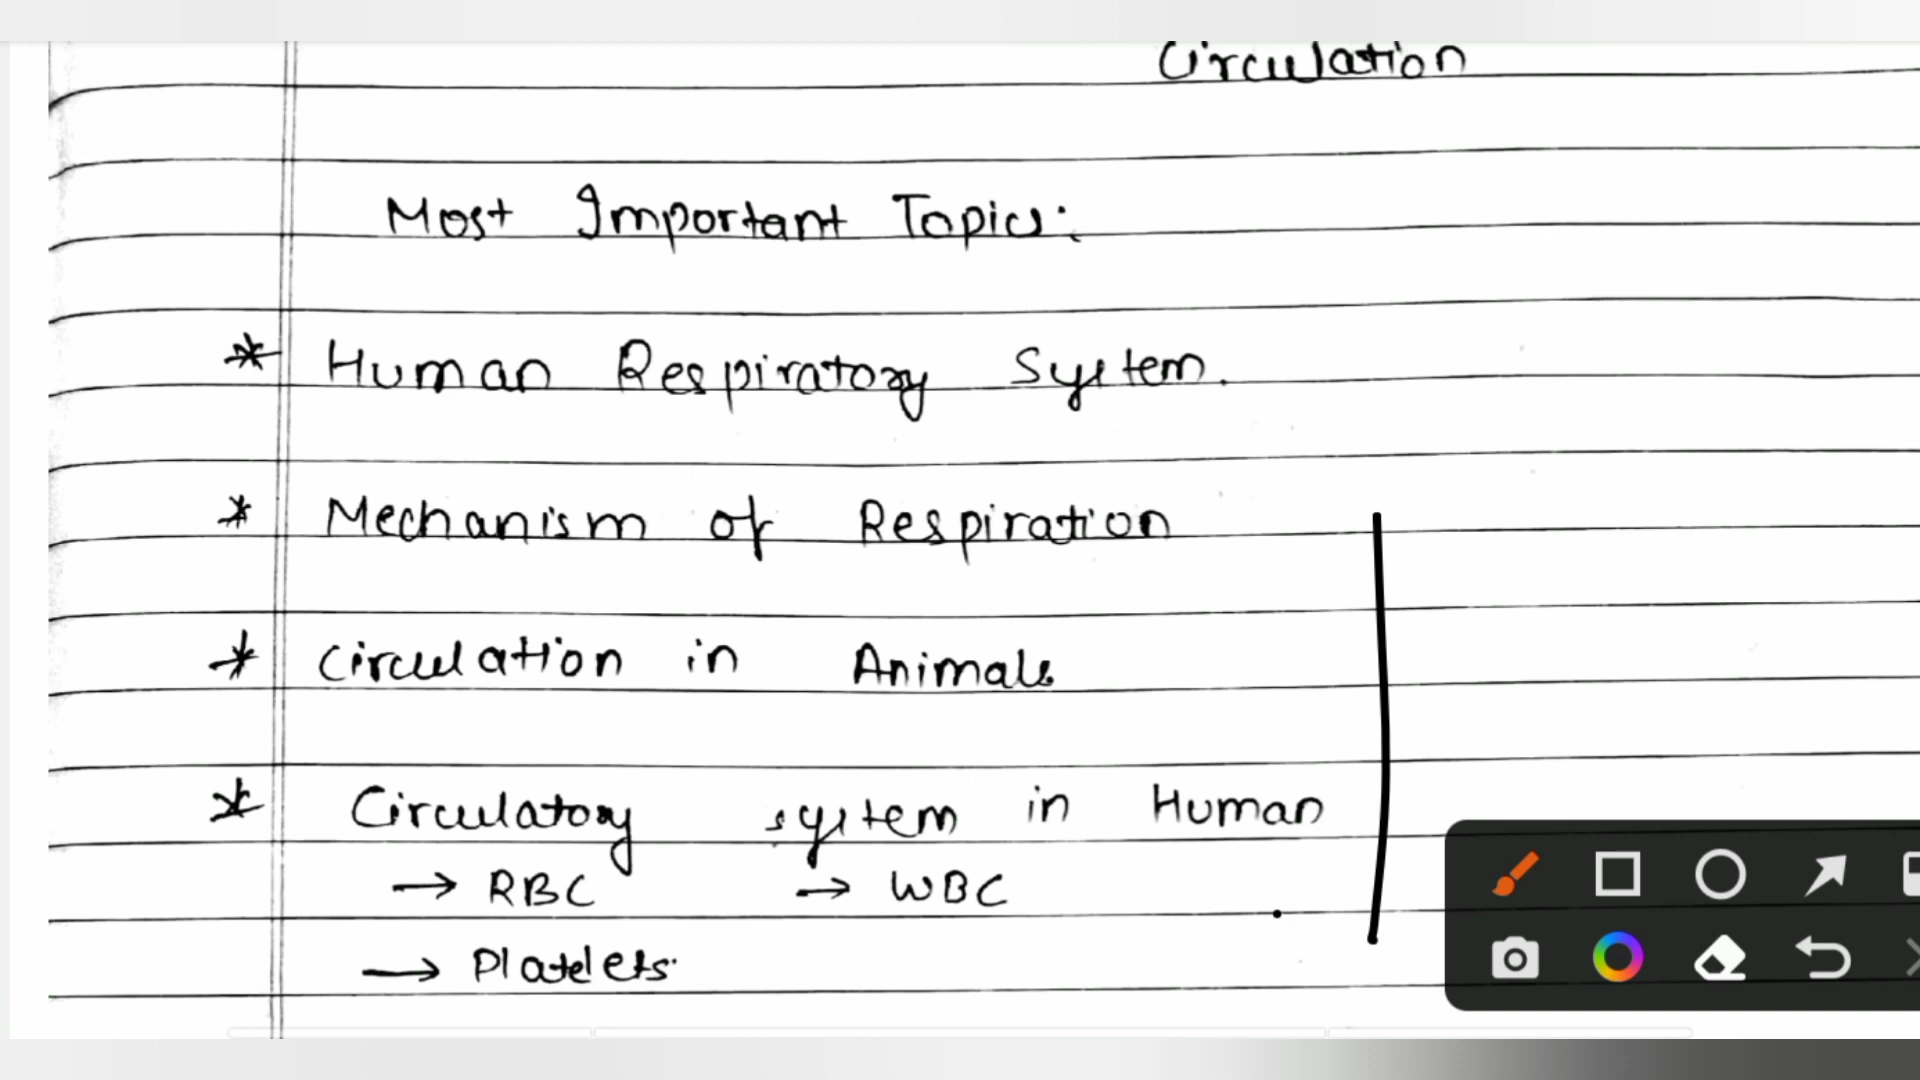 Circulation
Most Important Topics:
* Human Respiratory System.
* Mechanism of Respiration
* Circulation in Animals
* Circulatory system in Human
→ RBC → WBC
→ Platelets